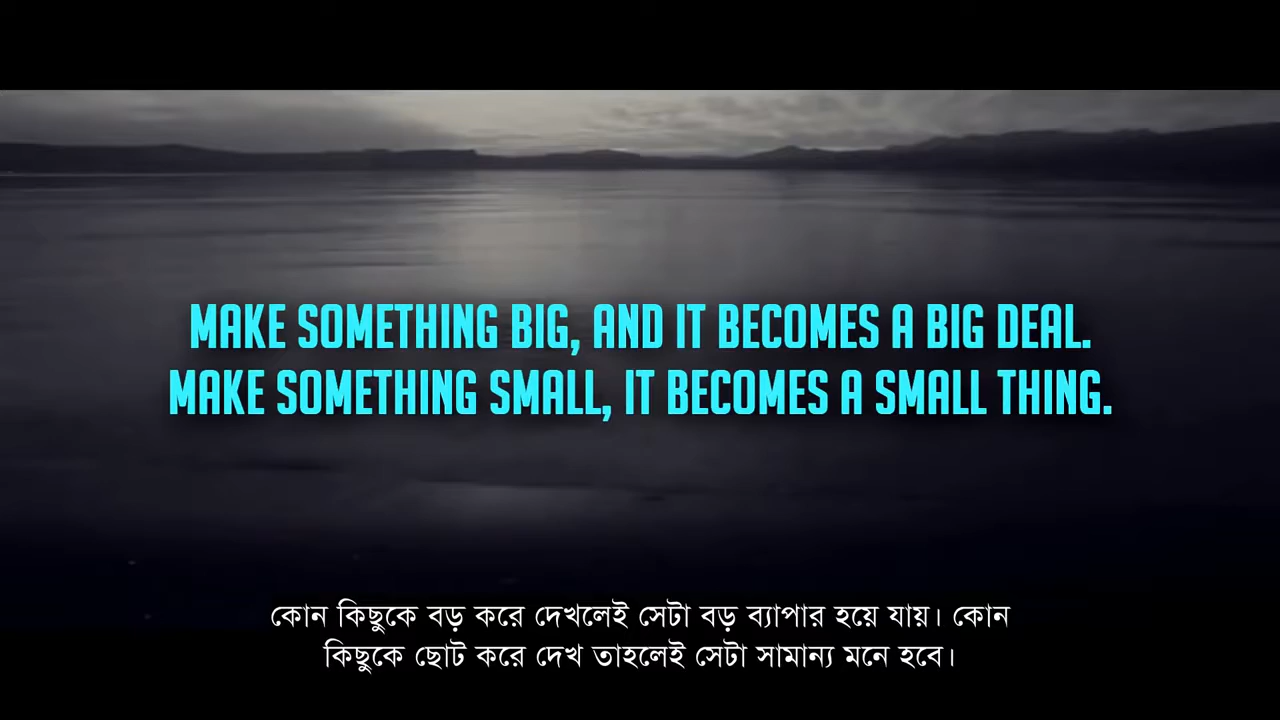 MAKE SOMETHING BIG, AND IT BECOMES A BIG DEAL.
MAKE SOMETHING SMALL, IT BECOMES A SMALL THING.
কোন কিছুকে বড় করে দেখলেই সেটা বড় ব্যাপার হয়ে যায়। কোন
কিছুকে ছোট করে দেখ তাহলেই সেটা সামান্য মনে হবে।